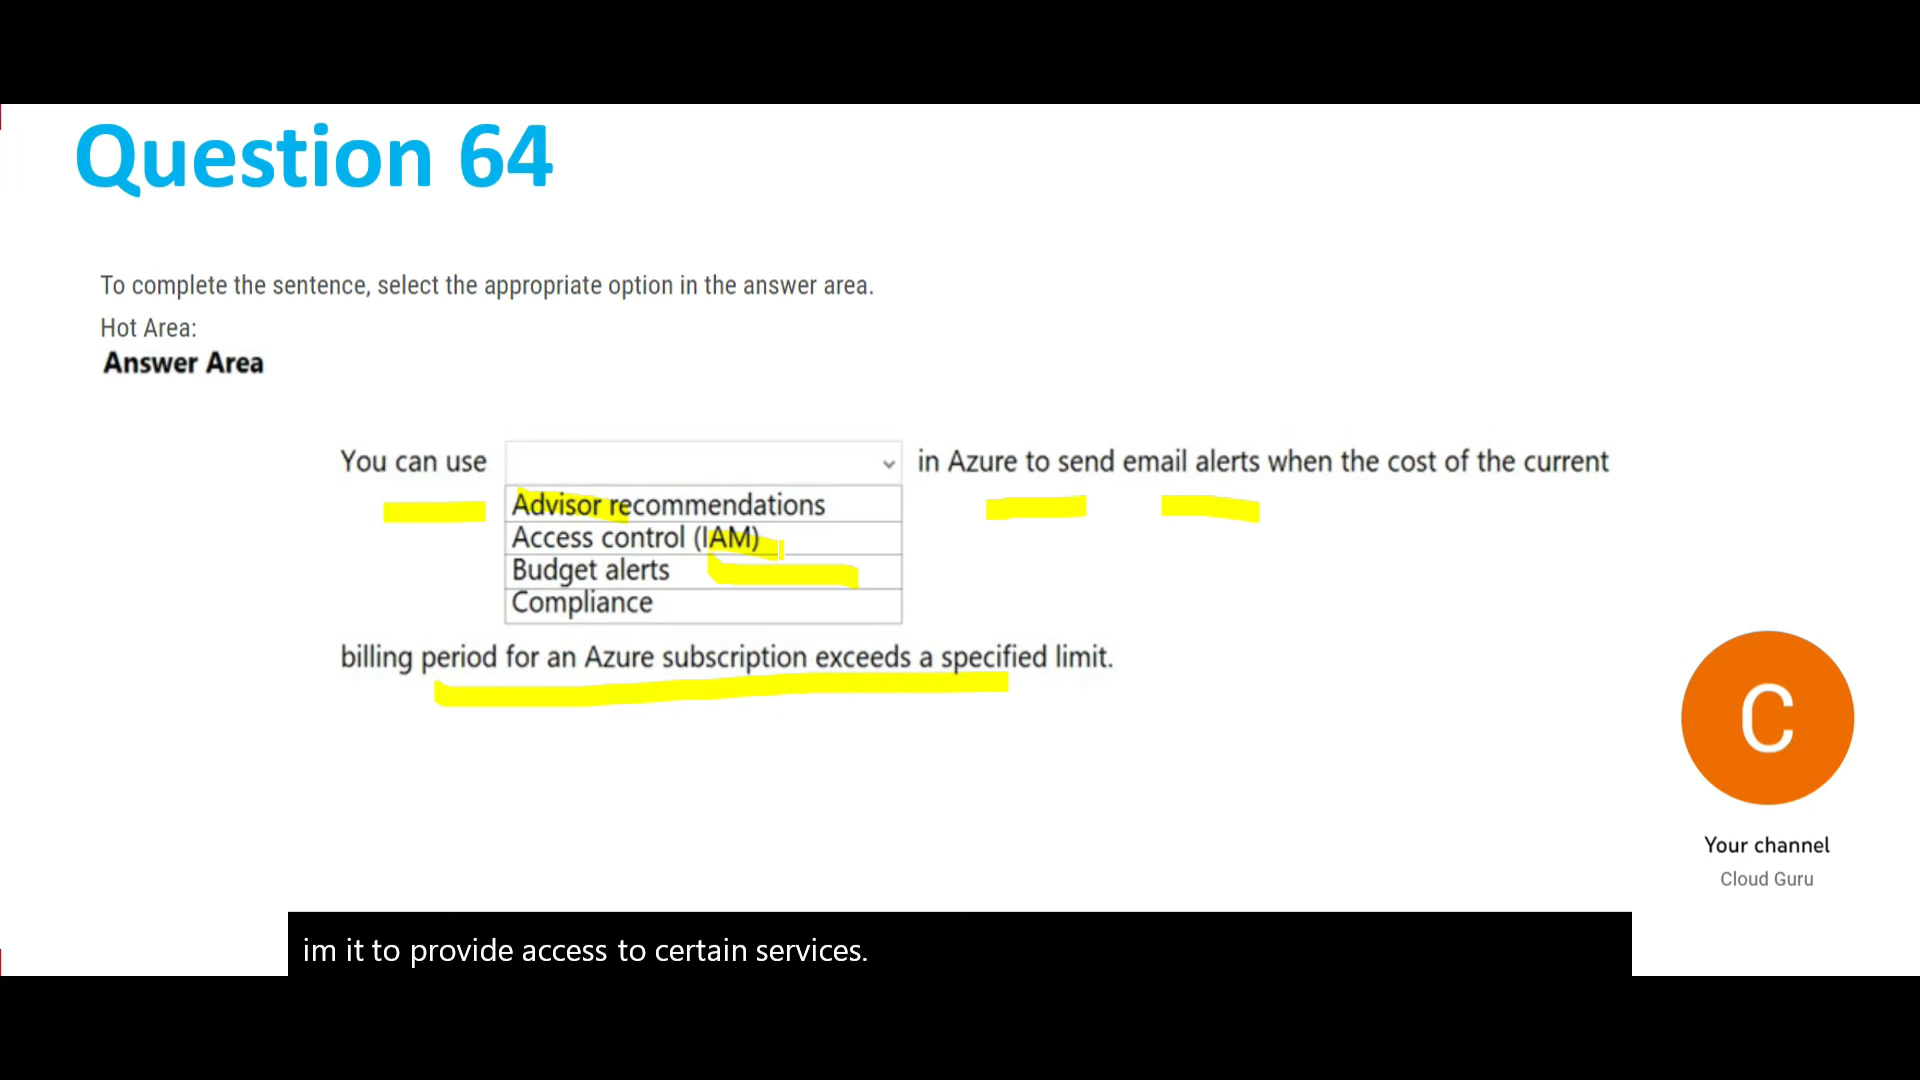 Question 64
To complete the sentence, select the appropriate option in the answer area.
Hot Area:
Answer Area
You can use in Azure to send email alerts when the cost of the current
Advisor recommendations
Access control (IAM)
Budget alerts
Compliance
billing period for an Azure subscription exceeds a specified limit.
C
Your channel
Cloud Guru
im it to provide access to certain services.